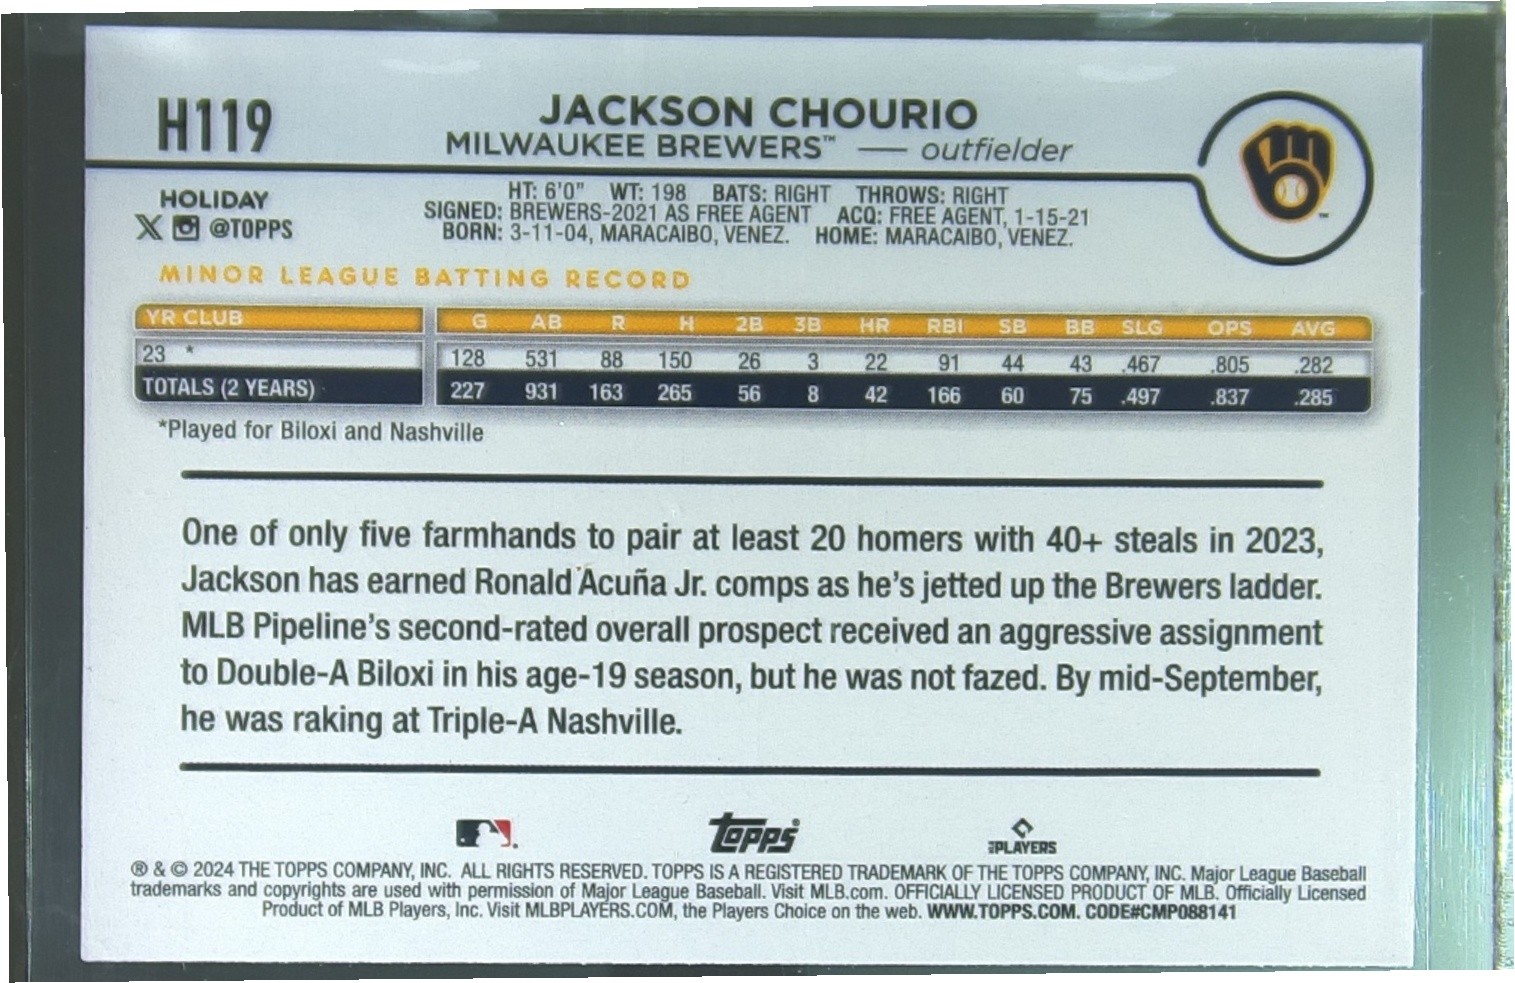 H119
JACKSON CHOURIO
MILWAUKEE BREWERS™ — outfielder
HOLIDAY
@TOPPS
HT: 6'0" WT: 198 BATS: RIGHT THROWS: RIGHT
SIGNED: BREWERS-2021 AS FREE AGENT ACQ: FREE AGENT, 1-15-21
BORN: 3-11-04, MARACAIBO, VENEZ. HOME: MARACAIBO, VENEZ.
MINOR LEAGUE BATTING RECORD
YR CLUB G AB R H 2B 3B HR RBI SB BB SLG OPS AVG
23 * 128 531 88 150 26 3 22 91 44 43 .467 .805 .282
TOTALS (2 YEARS) 227 931 163 265 56 8 42 166 60 75 .497 .837 .285
*Played for Biloxi and Nashville
One of only five farmhands to pair at least 20 homers with 40+ steals in 2023,
Jackson has earned Ronald Acuña Jr. comps as he's jetted up the Brewers ladder.
MLB Pipeline's second-rated overall prospect received an aggressive assignment
to Double-A Biloxi in his age-19 season, but he was not fazed. By mid-September,
he was raking at Triple-A Nashville.
Topps
PLAYERS
® & © 2024 THE TOPPS COMPANY, INC. ALL RIGHTS RESERVED. TOPPS IS A REGISTERED TRADEMARK OF THE TOPPS COMPANY, INC. Major League Baseball
trademarks and copyrights are used with permission of Major League Baseball. Visit MLB.com. OFFICIALLY LICENSED PRODUCT OF MLB. Officially Licensed
Product of MLB Players, Inc. Visit MLBPLAYERS.COM, the Players Choice on the web. WWW.TOPPS.COM. CODE#CMP088141